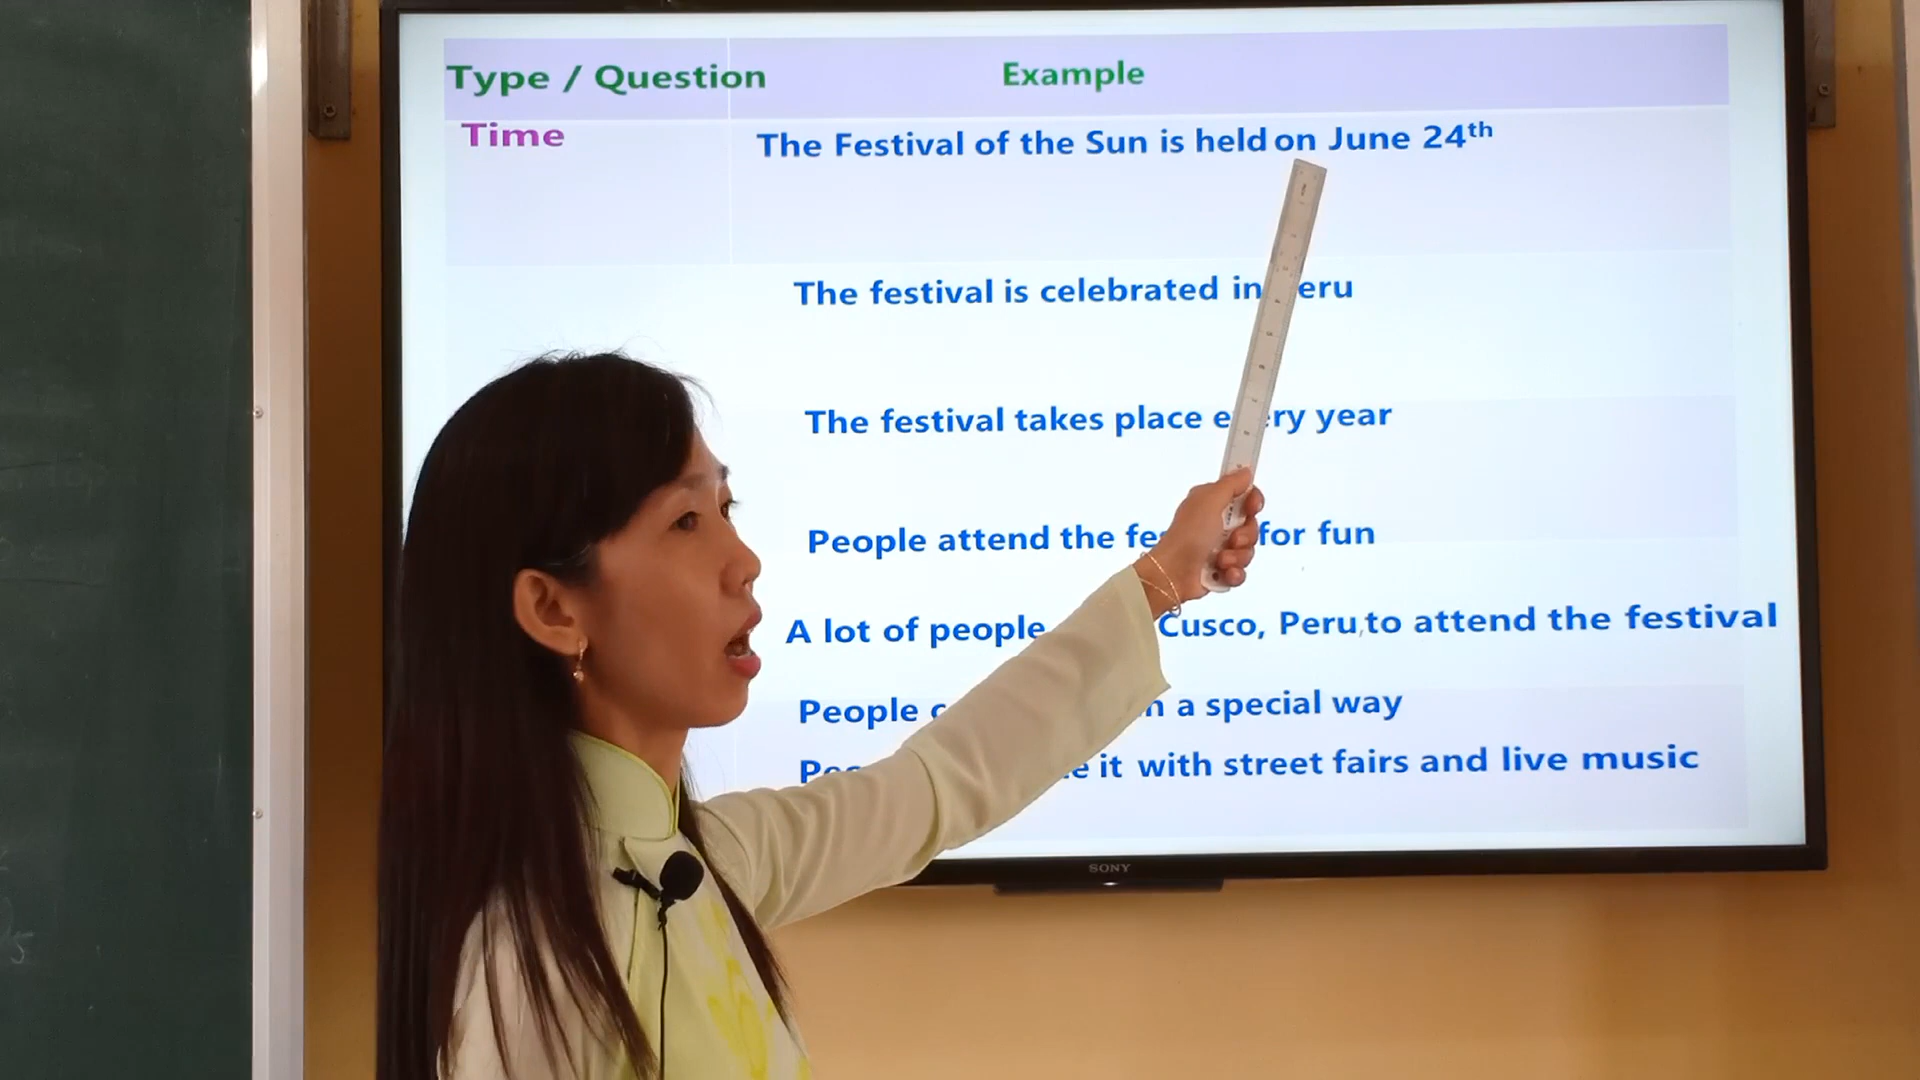 Type / Question Example
Time The Festival of the Sun is held on June 24th
The festival is celebrated in eru
The festival takes place e ry year
People attend the fe for fun
A lot of people Cusco, Peru,to attend the festival
People a special way
it with street fairs and live music
SONY